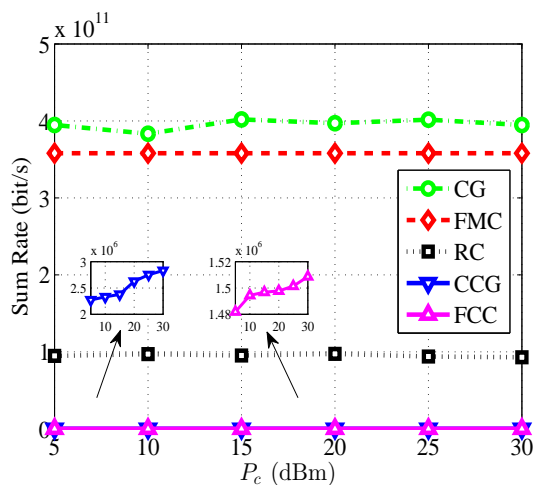 x 10^11
5
4
3
2
1
0
Sum Rate (bit/s)
5 10 15 20 25 30
P_c (dBm)
CG
FMC
RC
CCG
FCC
x 10^6
3
2.5
2
10 20 30
x 10^6
1.52
1.5
1.48
10 20 30